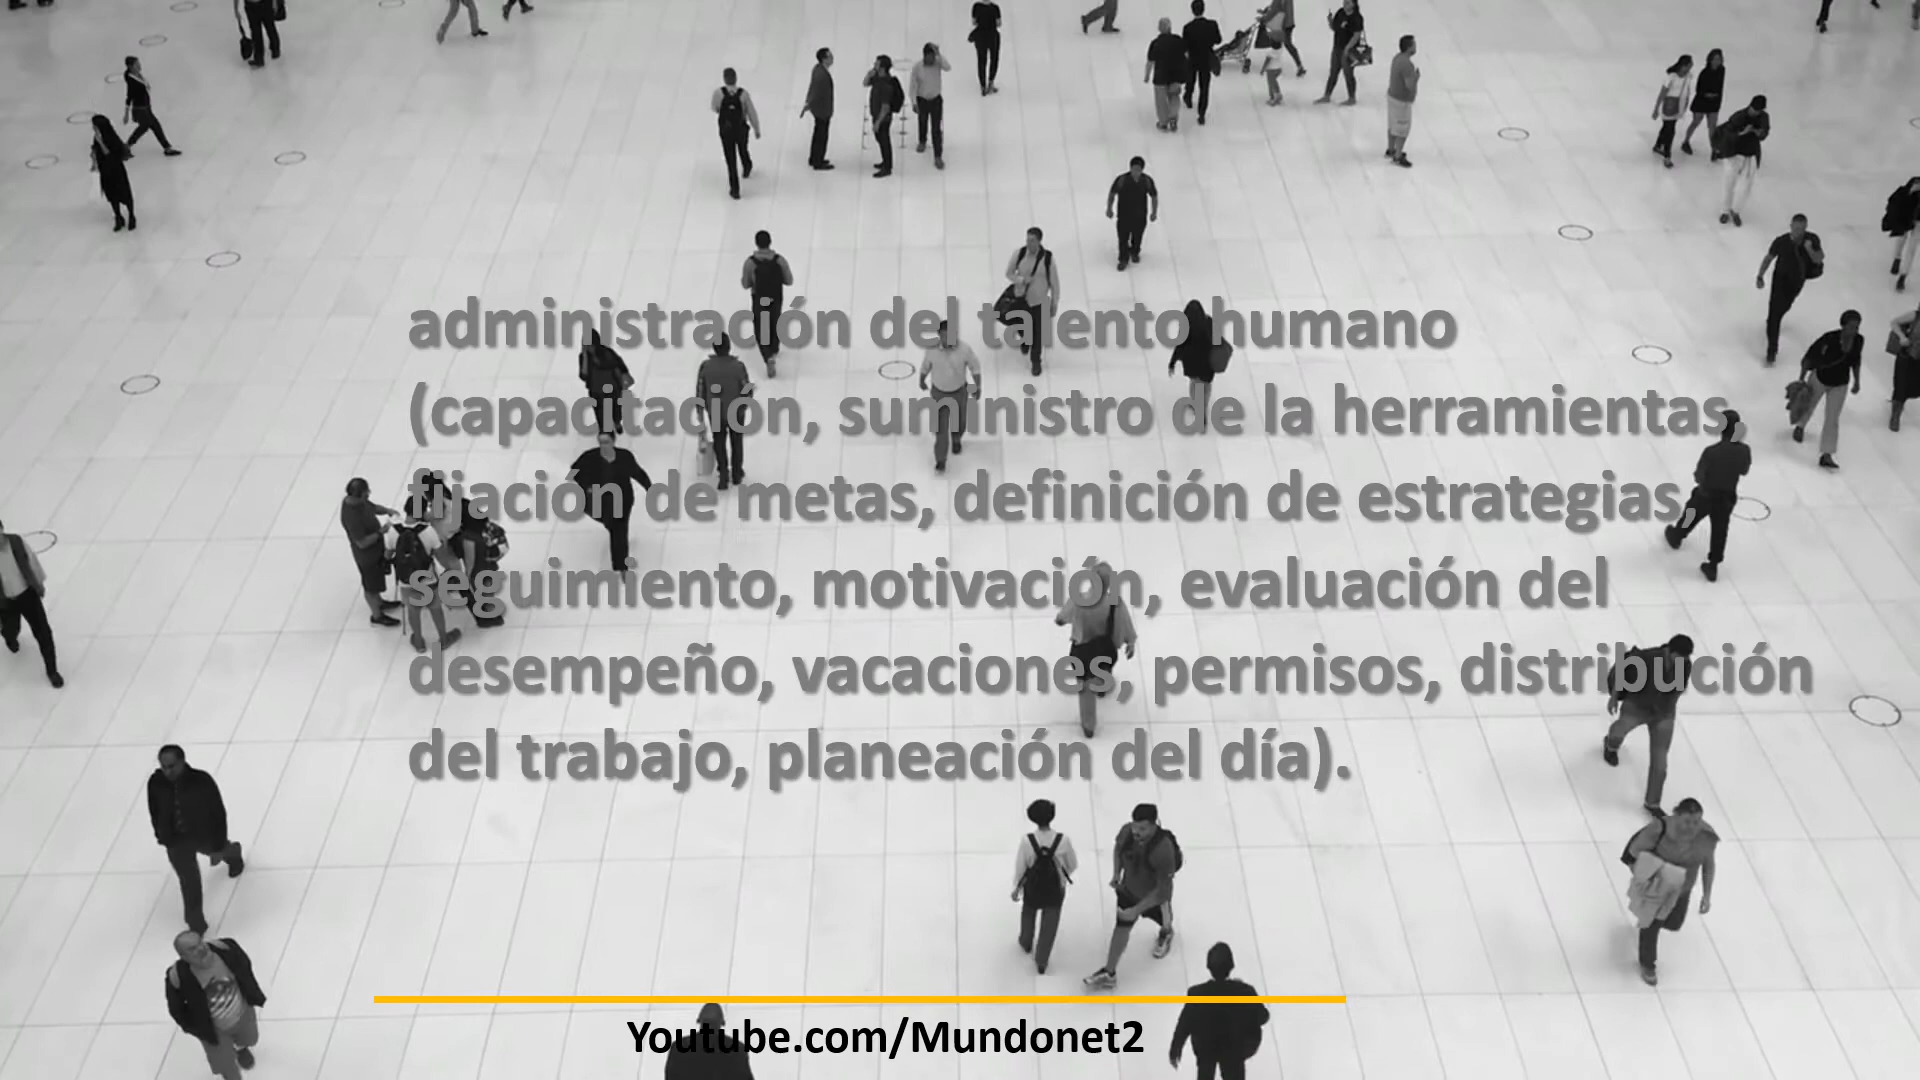 administración del talento humano
(capacitación, suministro de la herramientas,
fijación de metas, definición de estrategias,
seguimiento, motivación, evaluación del
desempeño, vacaciones, permisos, distribución
del trabajo, planeación del día).
Youtube.com/Mundonet2